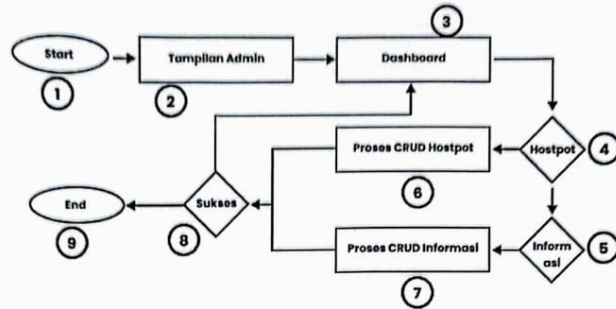 Start
1
Tampilan Admin
2
Dashboard
3
Hostpot
4
Proses CRUD Hostpot
6
Inform
asi
5
Proses CRUD Informasi
7
Sukses
8
End
9